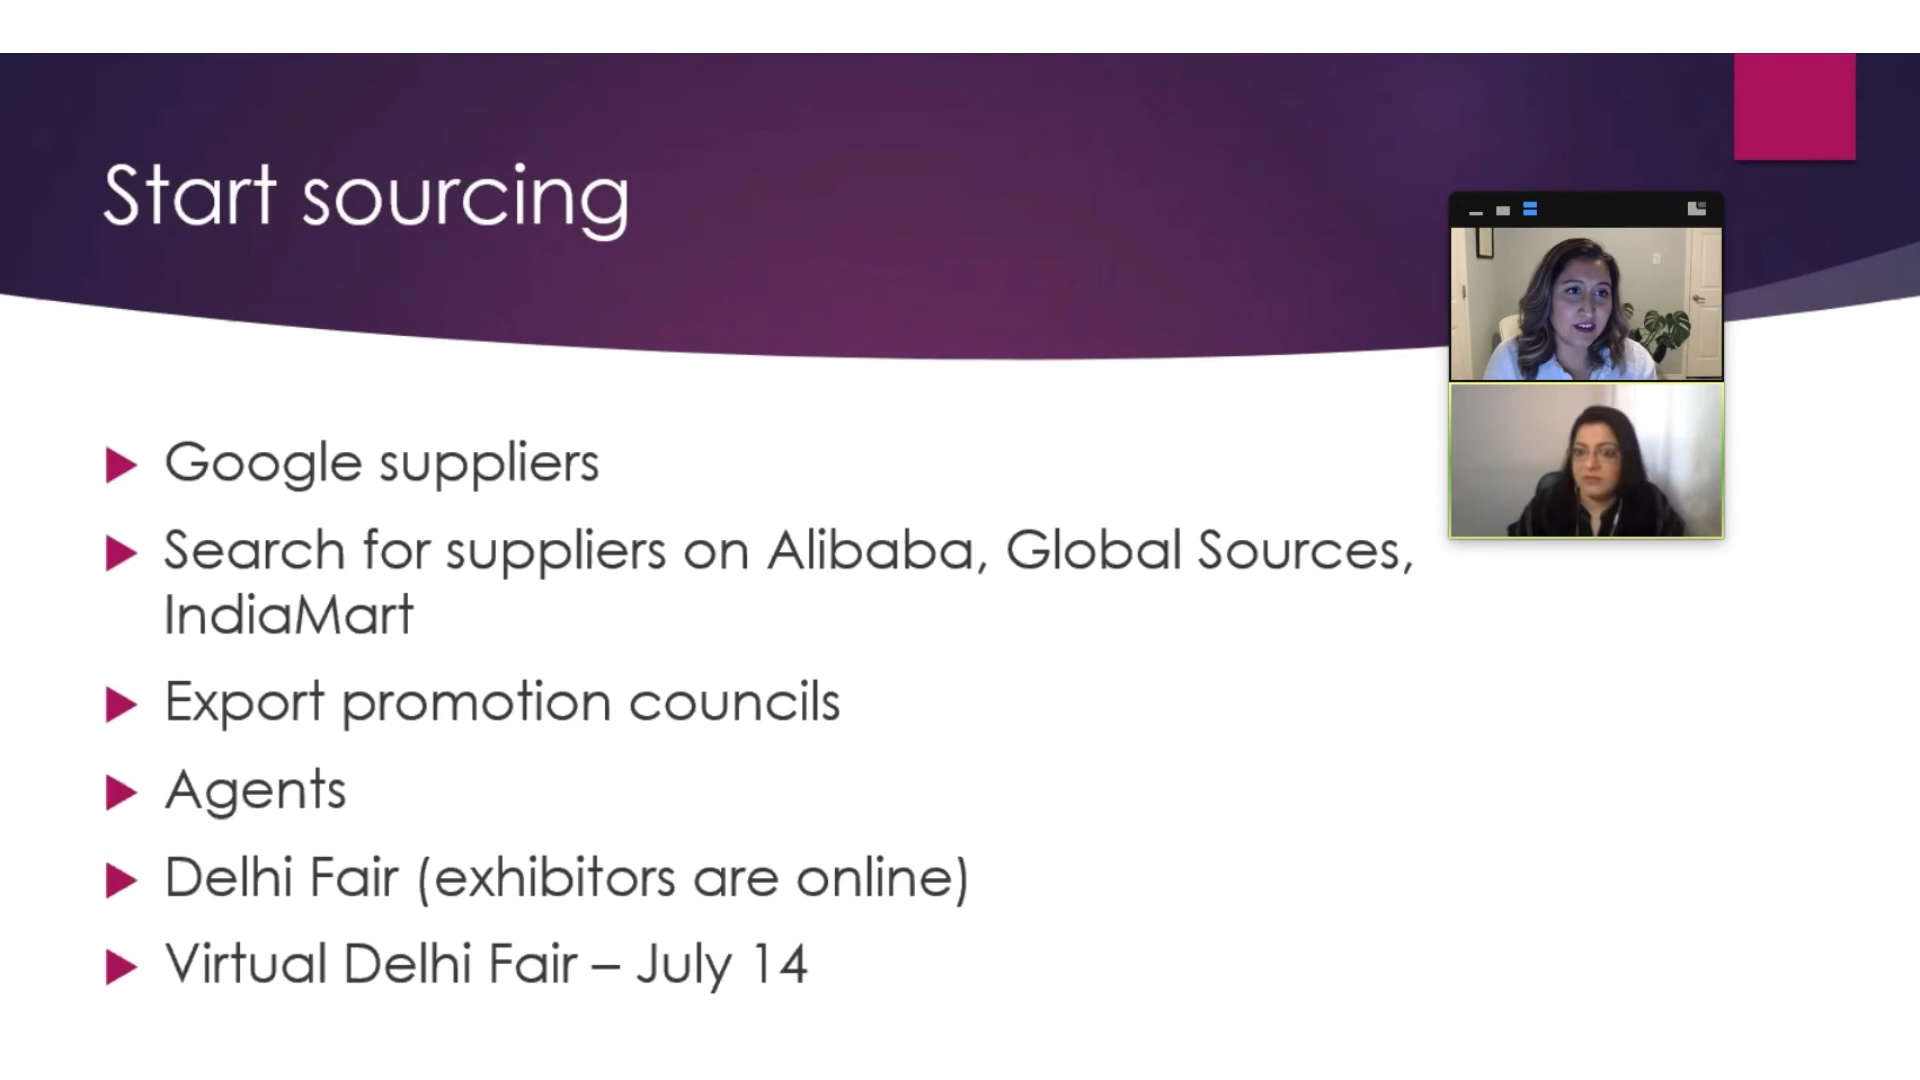 Start sourcing
Google suppliers
Search for suppliers on Alibaba, Global Sources,
IndiaMart
Export promotion councils
Agents
Delhi Fair (exhibitors are online)
Virtual Delhi Fair – July 14